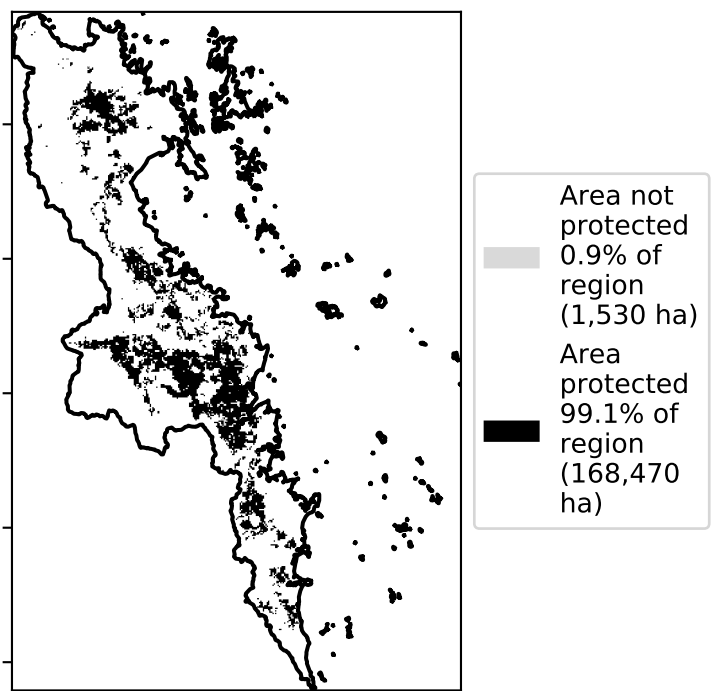 Area not
protected
0.9% of
region
(1,530 ha)
Area
protected
99.1% of
region
(168,470
ha)